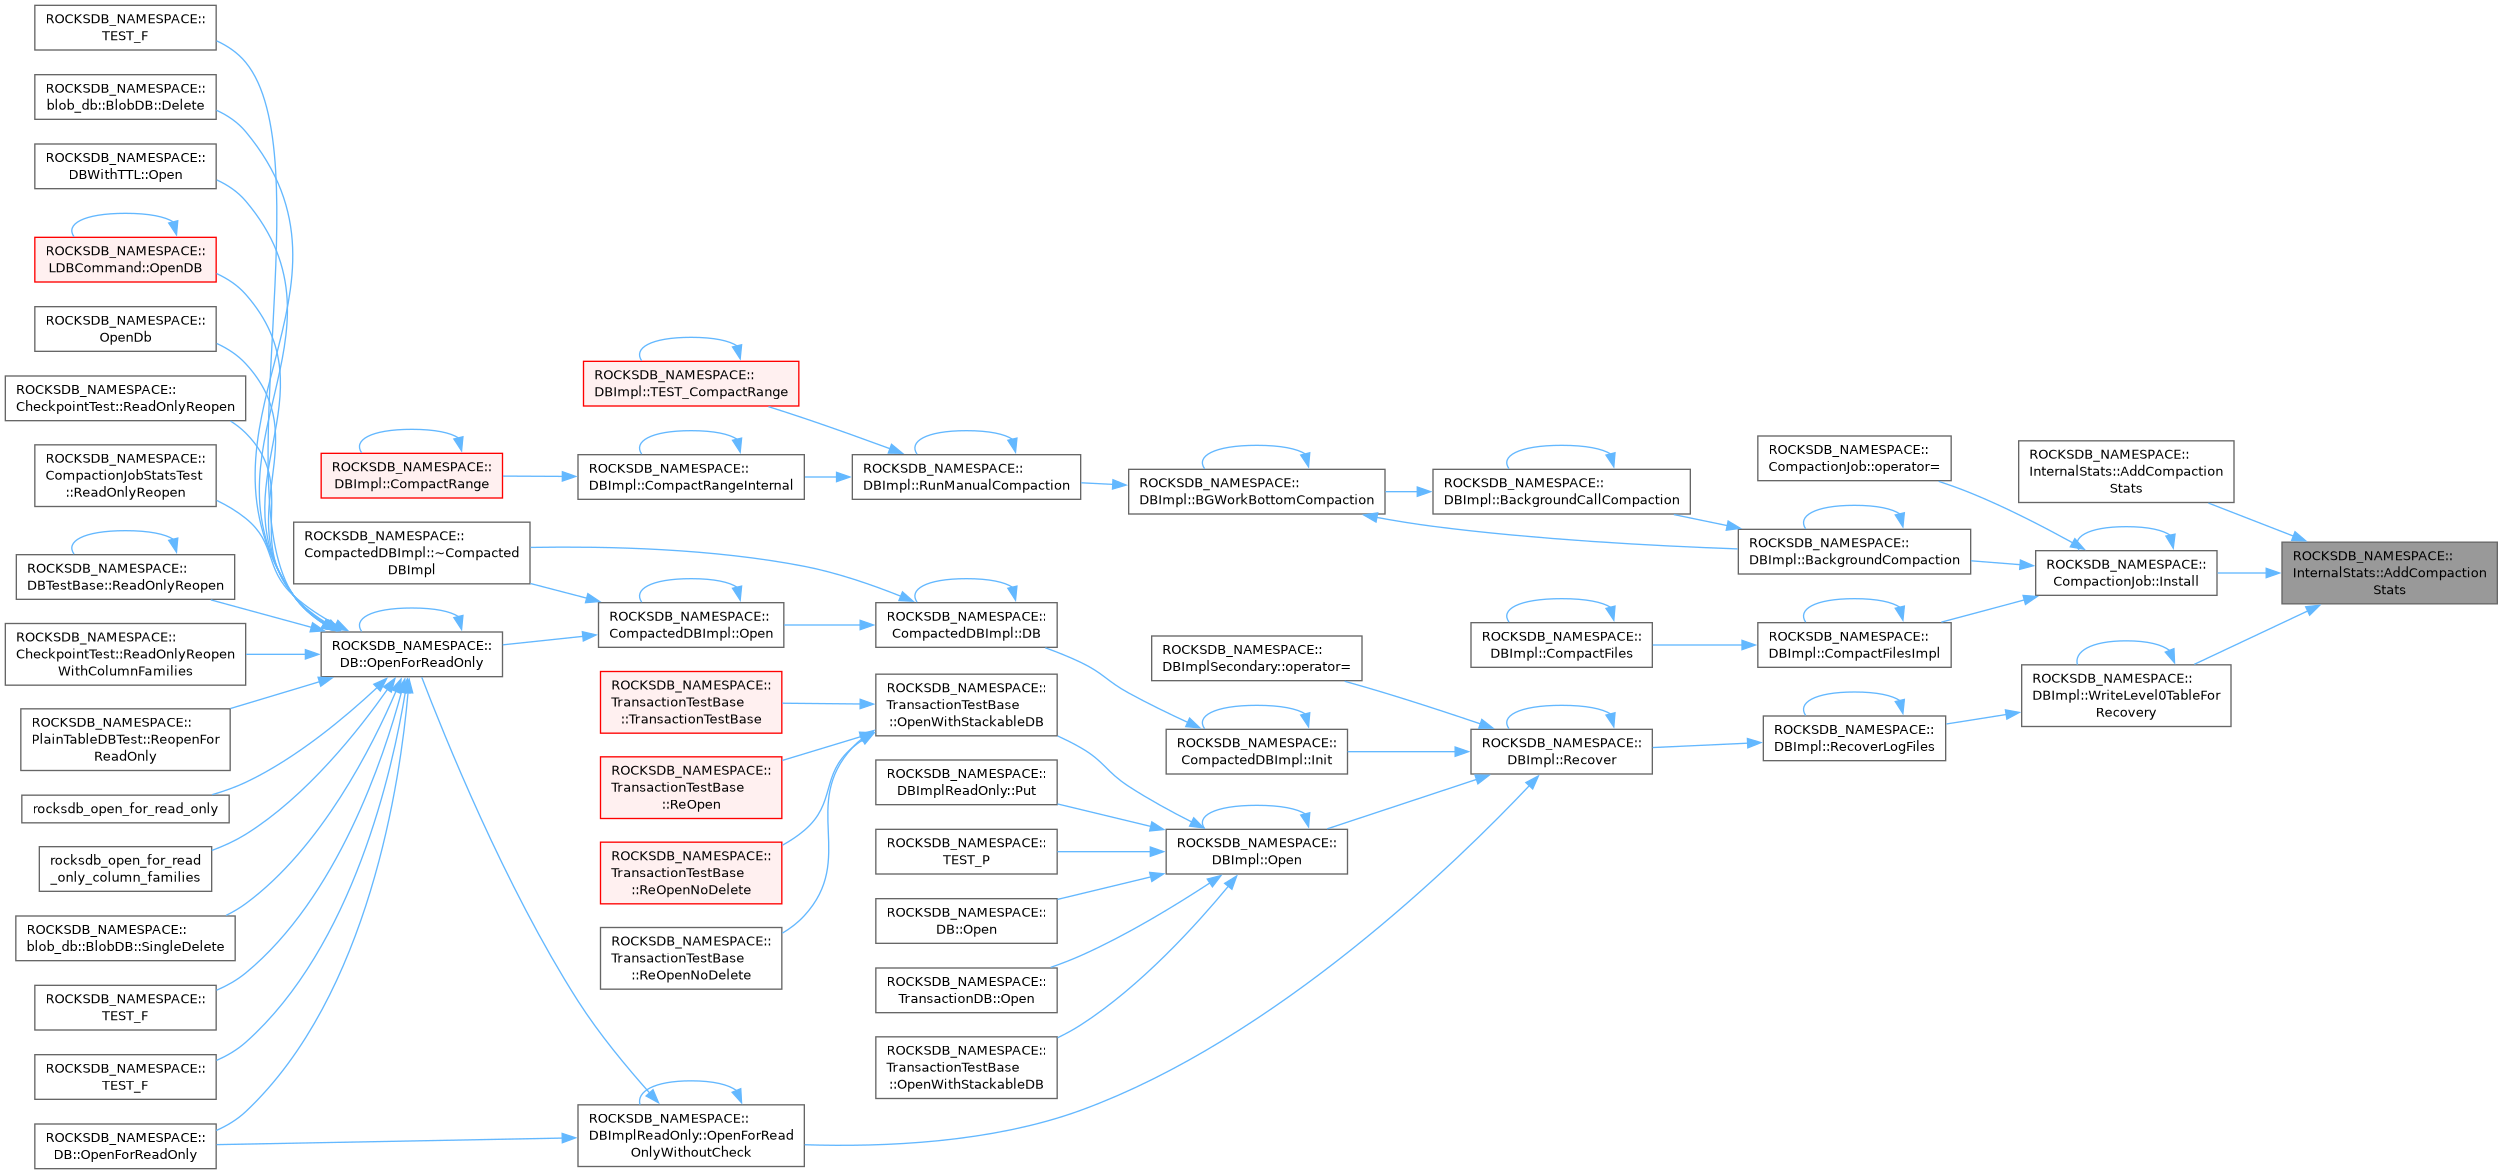 ROCKSDB_NAMESPACE::
TEST_F
ROCKSDB_NAMESPACE::
blob_db::BlobDB::Delete
ROCKSDB_NAMESPACE::
DBWithTTL::Open
ROCKSDB_NAMESPACE::
LDBCommand::OpenDB
ROCKSDB_NAMESPACE::
OpenDb
ROCKSDB_NAMESPACE::
CheckpointTest::ReadOnlyReopen
ROCKSDB_NAMESPACE::
CompactionJobStatsTest
::ReadOnlyReopen
ROCKSDB_NAMESPACE::
DBTestBase::ReadOnlyReopen
ROCKSDB_NAMESPACE::
CheckpointTest::ReadOnlyReopen
WithColumnFamilies
ROCKSDB_NAMESPACE::
PlainTableDBTest::ReopenFor
ReadOnly
rocksdb_open_for_read_only
rocksdb_open_for_read
_only_column_families
ROCKSDB_NAMESPACE::
blob_db::BlobDB::SingleDelete
ROCKSDB_NAMESPACE::
TEST_F
ROCKSDB_NAMESPACE::
TEST_F
ROCKSDB_NAMESPACE::
DB::OpenForReadOnly
ROCKSDB_NAMESPACE::
DBImpl::CompactRange
ROCKSDB_NAMESPACE::
CompactedDBImpl::~Compacted
DBImpl
ROCKSDB_NAMESPACE::
DB::OpenForReadOnly
ROCKSDB_NAMESPACE::
DBImpl::TEST_CompactRange
ROCKSDB_NAMESPACE::
DBImpl::CompactRangeInternal
ROCKSDB_NAMESPACE::
CompactedDBImpl::Open
ROCKSDB_NAMESPACE::
TransactionTestBase
::TransactionTestBase
ROCKSDB_NAMESPACE::
TransactionTestBase
::ReOpen
ROCKSDB_NAMESPACE::
TransactionTestBase
::ReOpenNoDelete
ROCKSDB_NAMESPACE::
TransactionTestBase
::ReOpenNoDelete
ROCKSDB_NAMESPACE::
DBImplReadOnly::OpenForRead
OnlyWithoutCheck
ROCKSDB_NAMESPACE::
DBImpl::RunManualCompaction
ROCKSDB_NAMESPACE::
CompactedDBImpl::DB
ROCKSDB_NAMESPACE::
TransactionTestBase
::OpenWithStackableDB
ROCKSDB_NAMESPACE::
DBImplReadOnly::Put
ROCKSDB_NAMESPACE::
TEST_P
ROCKSDB_NAMESPACE::
DB::Open
ROCKSDB_NAMESPACE::
TransactionDB::Open
ROCKSDB_NAMESPACE::
TransactionTestBase
::OpenWithStackableDB
ROCKSDB_NAMESPACE::
DBImpl::BGWorkBottomCompaction
ROCKSDB_NAMESPACE::
DBImplSecondary::operator=
ROCKSDB_NAMESPACE::
CompactedDBImpl::Init
ROCKSDB_NAMESPACE::
DBImpl::Open
ROCKSDB_NAMESPACE::
DBImpl::BackgroundCallCompaction
ROCKSDB_NAMESPACE::
DBImpl::CompactFiles
ROCKSDB_NAMESPACE::
DBImpl::Recover
ROCKSDB_NAMESPACE::
CompactionJob::operator=
ROCKSDB_NAMESPACE::
DBImpl::BackgroundCompaction
ROCKSDB_NAMESPACE::
DBImpl::CompactFilesImpl
ROCKSDB_NAMESPACE::
DBImpl::RecoverLogFiles
ROCKSDB_NAMESPACE::
InternalStats::AddCompaction
Stats
ROCKSDB_NAMESPACE::
CompactionJob::Install
ROCKSDB_NAMESPACE::
DBImpl::WriteLevel0TableFor
Recovery
ROCKSDB_NAMESPACE::
InternalStats::AddCompaction
Stats